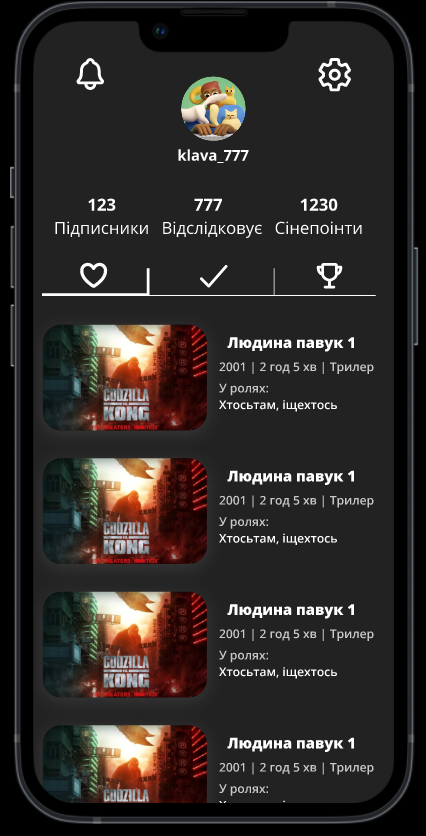 klava_777
123 777 1230
Підписники Відслідковує Сінепоінти
Людина павук 1
2001 | 2 год 5 хв | Трилер
У ролях:
Хтосьтам, іщехтось
GODZILLA
KONG
Людина павук 1
2001 | 2 год 5 хв | Трилер
У ролях:
Хтосьтам, іщехтось
GODZILLA
KONG
Людина павук 1
2001 | 2 год 5 хв | Трилер
У ролях:
Хтосьтам, іщехтось
GODZILLA
KONG
Людина павук 1
2001 | 2 год 5 хв | Трилер
У ролях:
GODZILLA